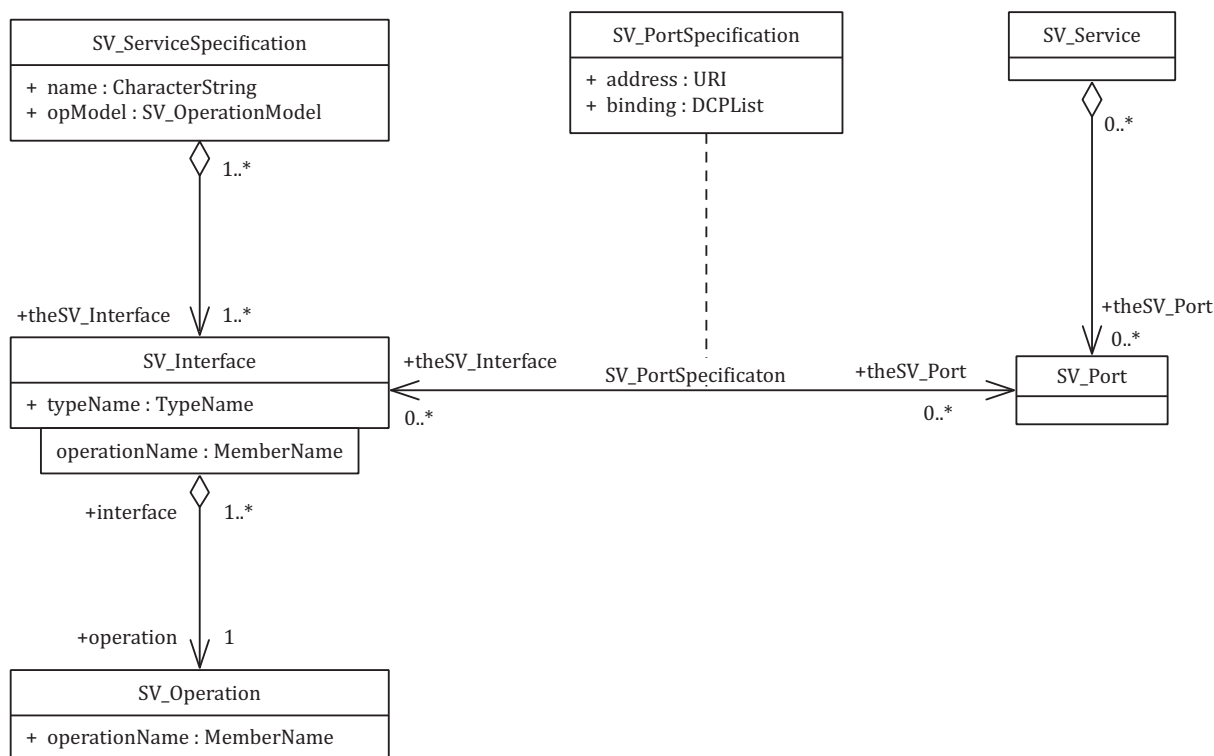 SV_ServiceSpecification
+ name : CharacterString
+ opModel : SV_OperationModel
SV_PortSpecification
+ address : URI
+ binding : DCPList
SV_Service
0..*
1..*
+theSV_Interface 1..*
+theSV_Port
0..*
SV_Interface
+ typeName : TypeName
operationName : MemberName
+theSV_Interface
0..*
SV_PortSpecificaton
+theSV_Port
0..*
SV_Port
+interface 1..*
+operation 1
SV_Operation
+ operationName : MemberName